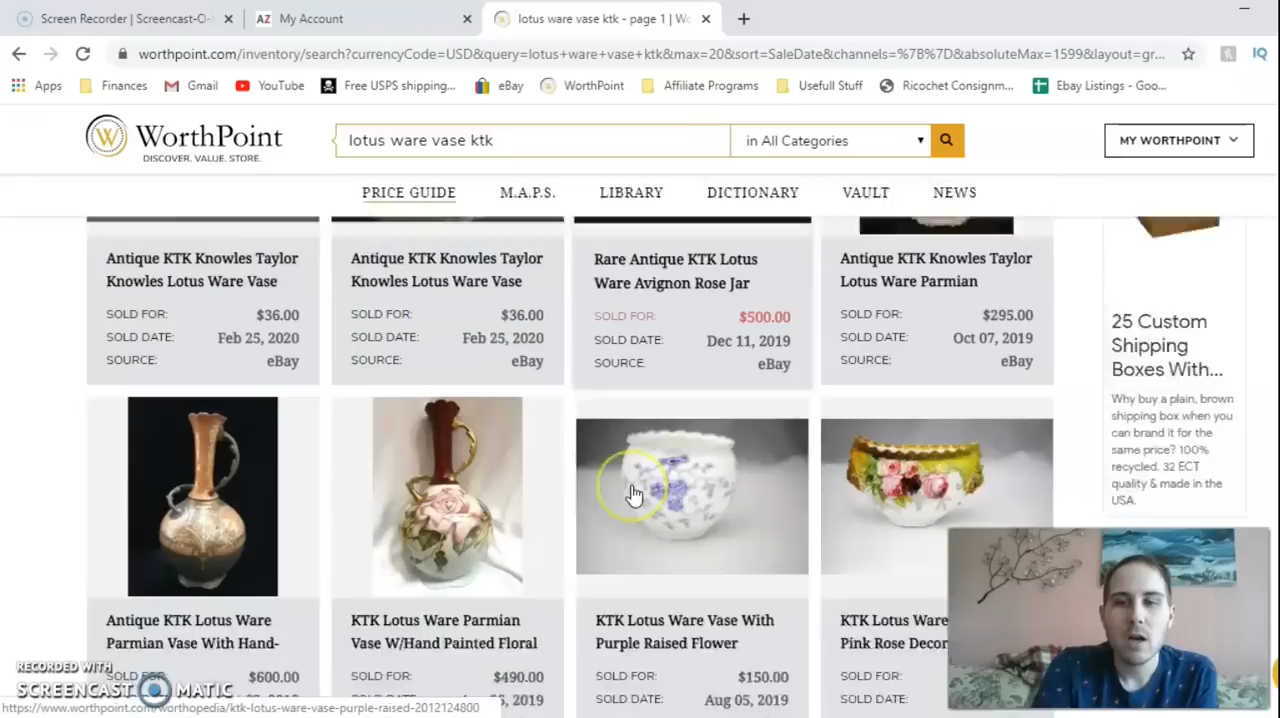 Screen Recorder | Screencast-O-
My Account
lotus ware vase ktk - page 1 | Wo
worthpoint.com/inventory/search?currencyCode=USD&query=lotus+ware+vase+ktk&max=20&sort=SaleDate&channels=%7B%7D&absoluteMax=1599&layout=gr...
Apps
Finances
Gmail
YouTube
Free USPS shipping...
eBay
WorthPoint
Affiliate Programs
Usefull Stuff
Ricochet Consignm...
Ebay Listings - Goo...
WORTHPOINT
DISCOVER. VALUE. STORE.
lotus ware vase ktk
in All Categories
MY WORTHPOINT
PRICE GUIDE
M.A.P.S.
LIBRARY
DICTIONARY
VAULT
NEWS
Antique KTK Knowles Taylor
Knowles Lotus Ware Vase
SOLD FOR: $36.00
SOLD DATE: Feb 25, 2020
SOURCE: eBay
Antique KTK Knowles Taylor
Knowles Lotus Ware Vase
SOLD FOR: $36.00
SOLD DATE: Feb 25, 2020
SOURCE: eBay
Rare Antique KTK Lotus
Ware Avignon Rose Jar
SOLD FOR: $500.00
SOLD DATE: Dec 11, 2019
SOURCE: eBay
Antique KTK Knowles Taylor
Lotus Ware Parmian
SOLD FOR: $295.00
SOLD DATE: Oct 07, 2019
SOURCE: eBay
25 Custom
Shipping
Boxes With...
Why buy a plain, brown
shipping box when you
can brand it for the
same price? 100%
recycled. 32 ECT
quality & made in the
USA.
Antique KTK Lotus Ware
Parmian Vase With Hand-
SOLD FOR: $600.00
KTK Lotus Ware Parmian
Vase W/Hand Painted Floral
SOLD FOR: $490.00
2019
KTK Lotus Ware Vase With
Purple Raised Flower
SOLD FOR: $150.00
SOLD DATE: Aug 05, 2019
KTK Lotus Ware
Pink Rose Decor
SOLD FOR:
SOLD DATE:
RECORDED WITH
SCREENCAST MATIC
https://www.worthpoint.com/worthopedia/ktk-lotus-ware-vase-purple-raised-2012124800